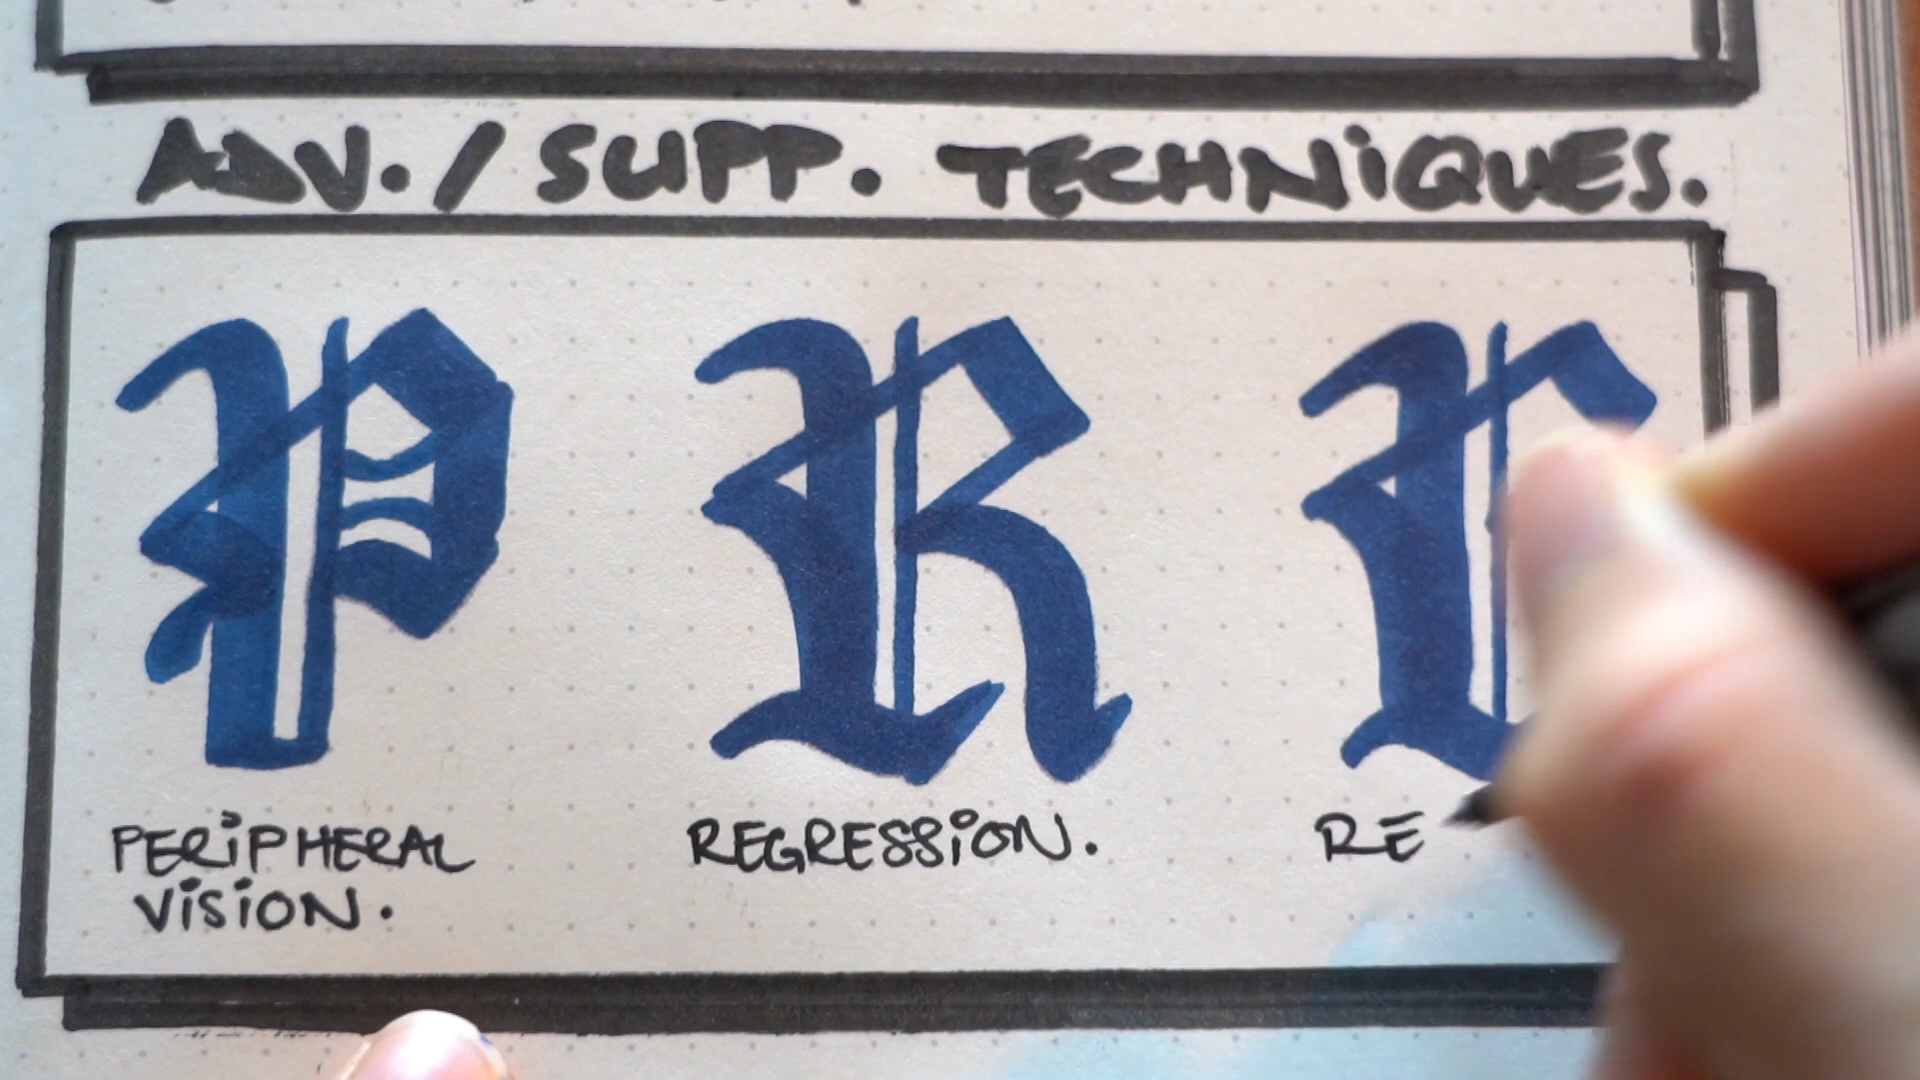 ADV./SUPP. TECHNIQUES.
P R R
PERIPHERAL
VISION.
REGRESSION.
RE